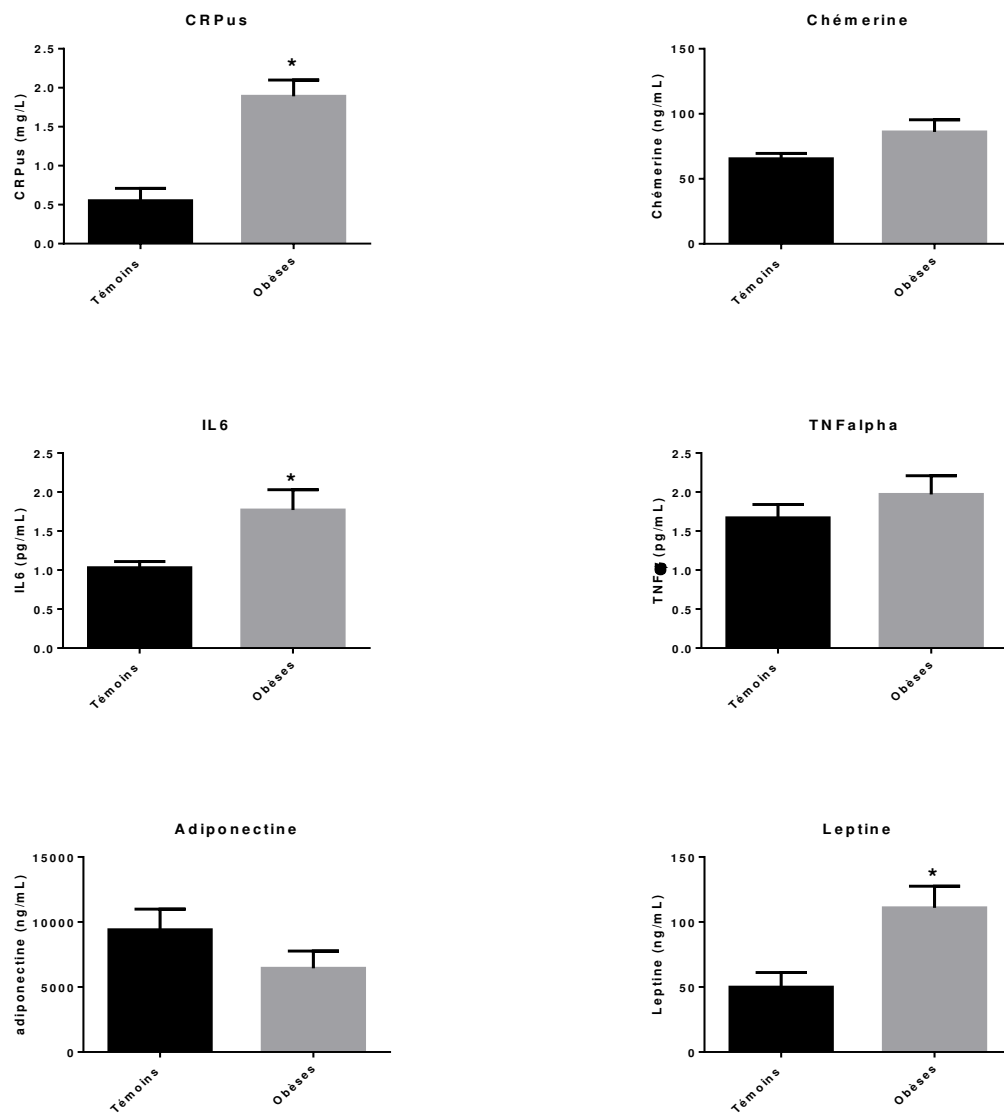 CRPus
CRPus (mg/L)
2.5
2.0
1.5
1.0
0.5
0.0
*
Témoins
Obèses
Chémerine
Chémerine (ng/mL)
150
100
50
0
Témoins
Obèses
IL6
IL6 (pg/mL)
2.5
2.0
1.5
1.0
0.5
0.0
*
Témoins
Obèses
TNFalpha
(pg/mL)
2.5
2.0
1.5
1.0
0.5
0.0
Témoins
Obèses
Adiponectine
adiponectine (ng/mL)
15000
10000
5000
0
Témoins
Obèses
Leptine
Leptine (ng/mL)
150
100
50
0
*
Témoins
Obèses